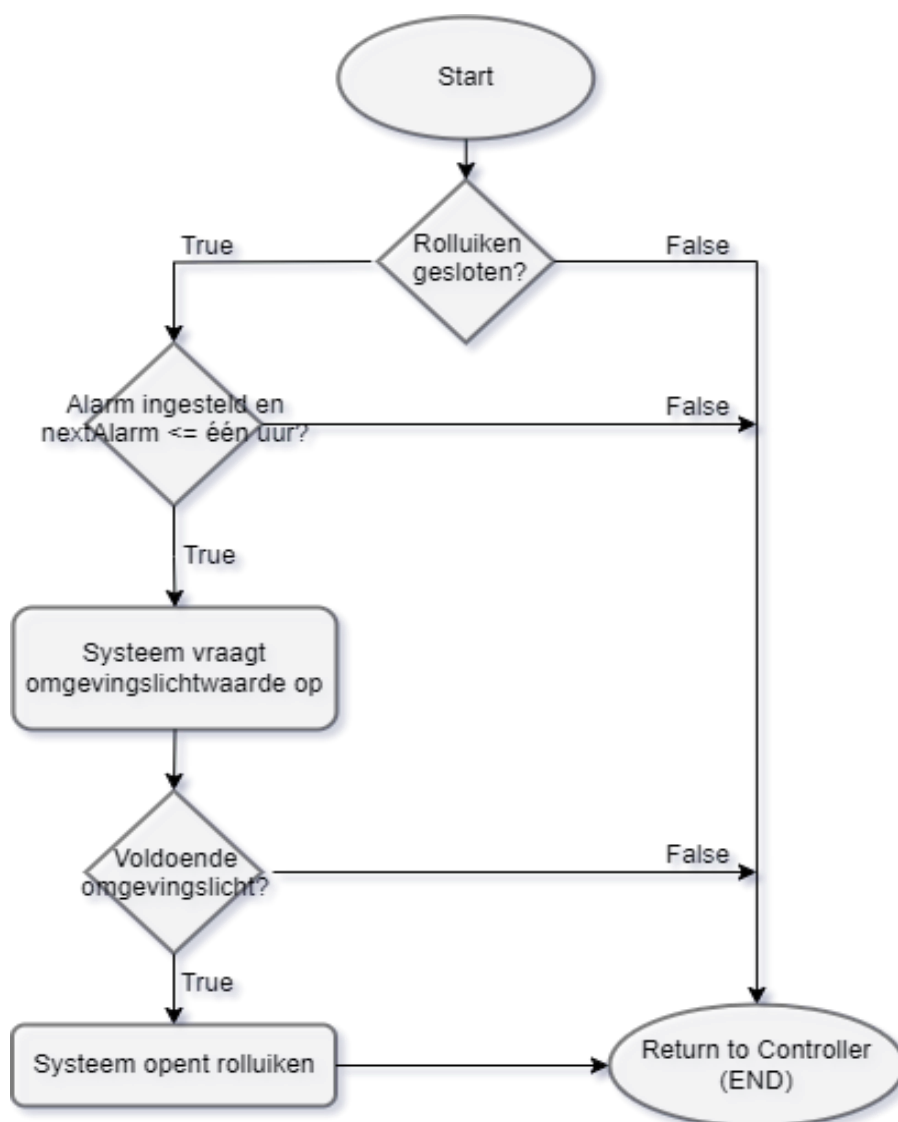 Start
Rolluiken
gesloten?
True
False
Alarm ingesteld en
nextAlarm <= één uur?
False
True
Systeem vraagt
omgevingslichtwaarde op
Voldoende
omgevingslicht?
False
True
Systeem opent rolluiken
Return to Controller
(END)